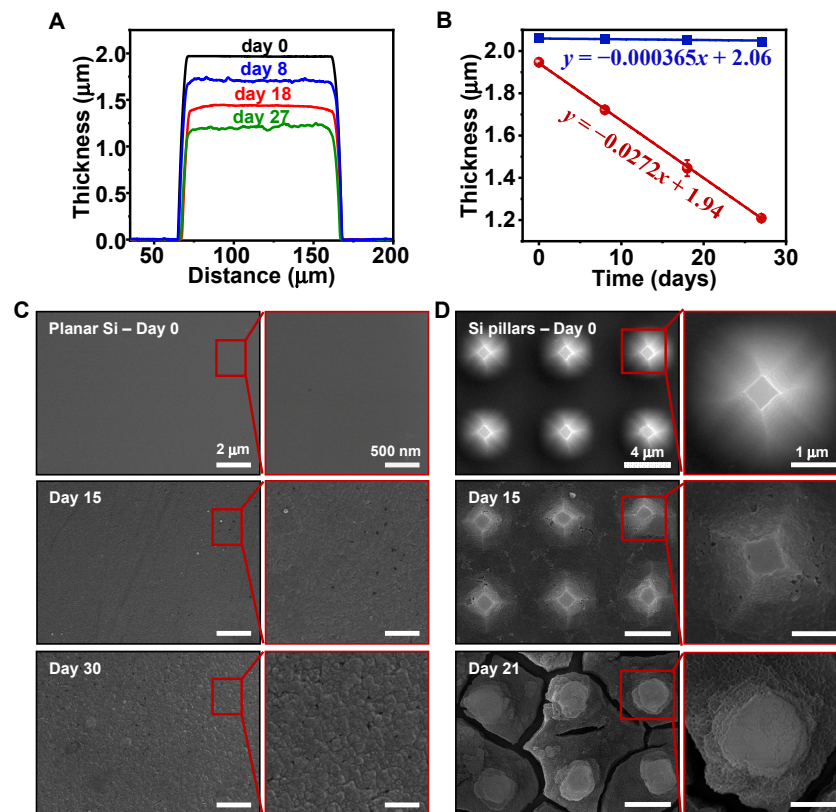 A
day 0
day 8
day 18
day 27
2.0
1.5
1.0
0.5
0.0
50
100
150
200
Thickness (μm)
Distance (μm)
B
y = −0.000365x + 2.06
y = −0.0272x + 1.94
2.0
1.8
1.6
1.4
1.2
0
10
20
30
Thickness (μm)
Time (days)
C
Planar Si – Day 0
2 μm
500 nm
Day 15
Day 30
D
Si pillars – Day 0
4 μm
1 μm
Day 15
Day 21